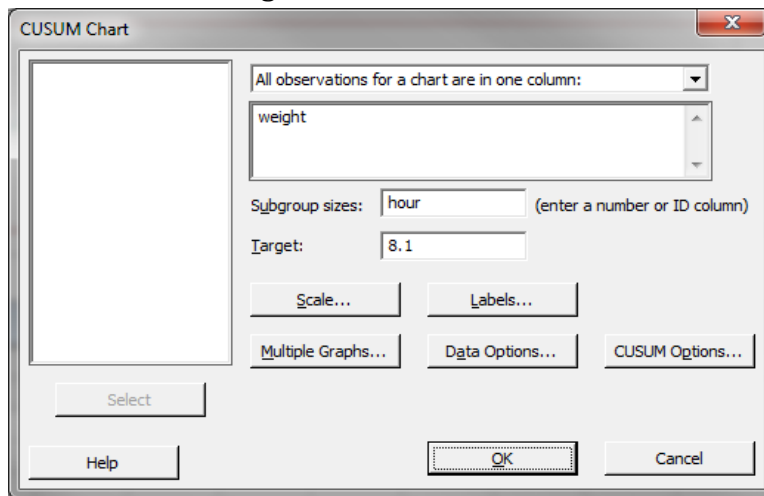 CUSUM Chart
All observations for a chart are in one column:
weight
Subgroup sizes: hour (enter a number or ID column)
Target: 8.1
Scale... Labels...
Multiple Graphs... Data Options... CUSUM Options...
Select
Help OK Cancel